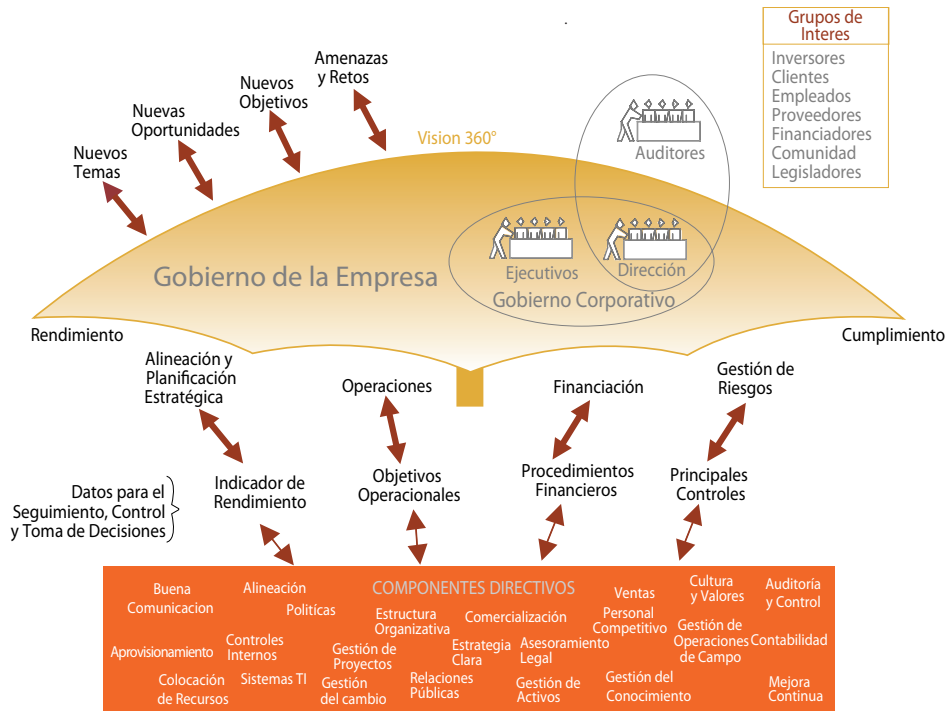 Grupos de
Interes
Inversores
Clientes
Empleados
Proveedores
Financiadores
Comunidad
Legisladores
Amenazas
y Retos
Nuevos
Objetivos
Nuevas
Oportunidades
Nuevos
Temas
Vision 360°
Auditores
Gobierno de la Empresa
Ejecutivos
Dirección
Gobierno Corporativo
Rendimiento
Cumplimiento
Alineación y
Planificación
Estratégica
Operaciones
Financiación
Gestión de
Riesgos
Datos para el
Seguimiento, Control
y Toma de Decisiones
Indicador de
Rendimiento
Objetivos
Operacionales
Procedimientos
Financieros
Principales
Controles
COMPONENTES DIRECTIVOS
Buena
Comunicacion
Alineación
Politícas
Estructura
Organizativa
Comercialización
Ventas
Personal
Competitivo
Cultura
y Valores
Auditoría
y Control
Aprovisionamiento
Controles
Internos
Gestión de
Proyectos
Estrategia
Clara
Asesoramiento
Legal
Gestión de
Operaciones
de Campo
Contabilidad
Colocación
de Recursos
Sistemas TI
Gestión
del cambio
Relaciones
Públicas
Gestión de
Activos
Gestión del
Conocimiento
Mejora
Continua